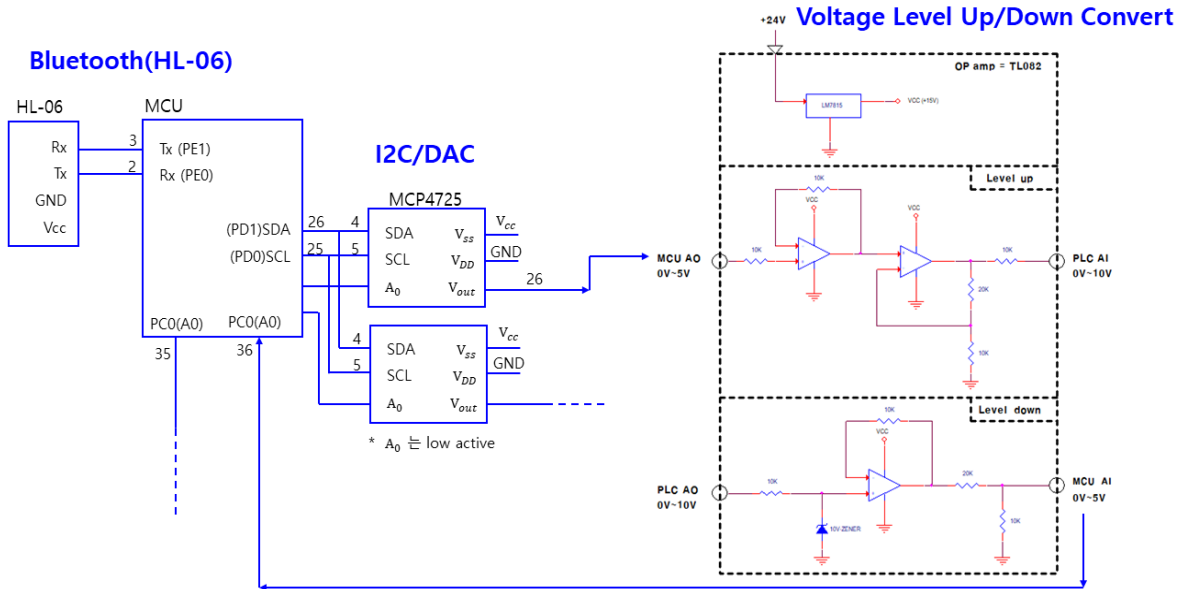 Voltage Level Up/Down Convert
+24V
Bluetooth(HL-06)
OP amp = TL082
HL-06
MCU
LM7815
VCC (+15V)
Rx
3
Tx (PE1)
Tx
2
Rx (PE0)
GND
Vcc
I2C/DAC
MCP4725
(PD1)SDA
26
4
SDA
Vss
Vcc
(PD0)SCL
25
5
SCL
VDD
GND
A0
Vout
26
PC0(A0)
PC0(A0)
35
36
4
SDA
Vss
Vcc
5
SCL
VDD
GND
A0
Vout
* A0 는 low active
Level up
10K
VCC
VCC
MCU AO
0V~5V
10K
10K
PLC AI
0V~10V
20K
10K
Level down
10K
VCC
PLC AO
0V~10V
10K
20K
MCU AI
0V~5V
10V-ZENER
10K